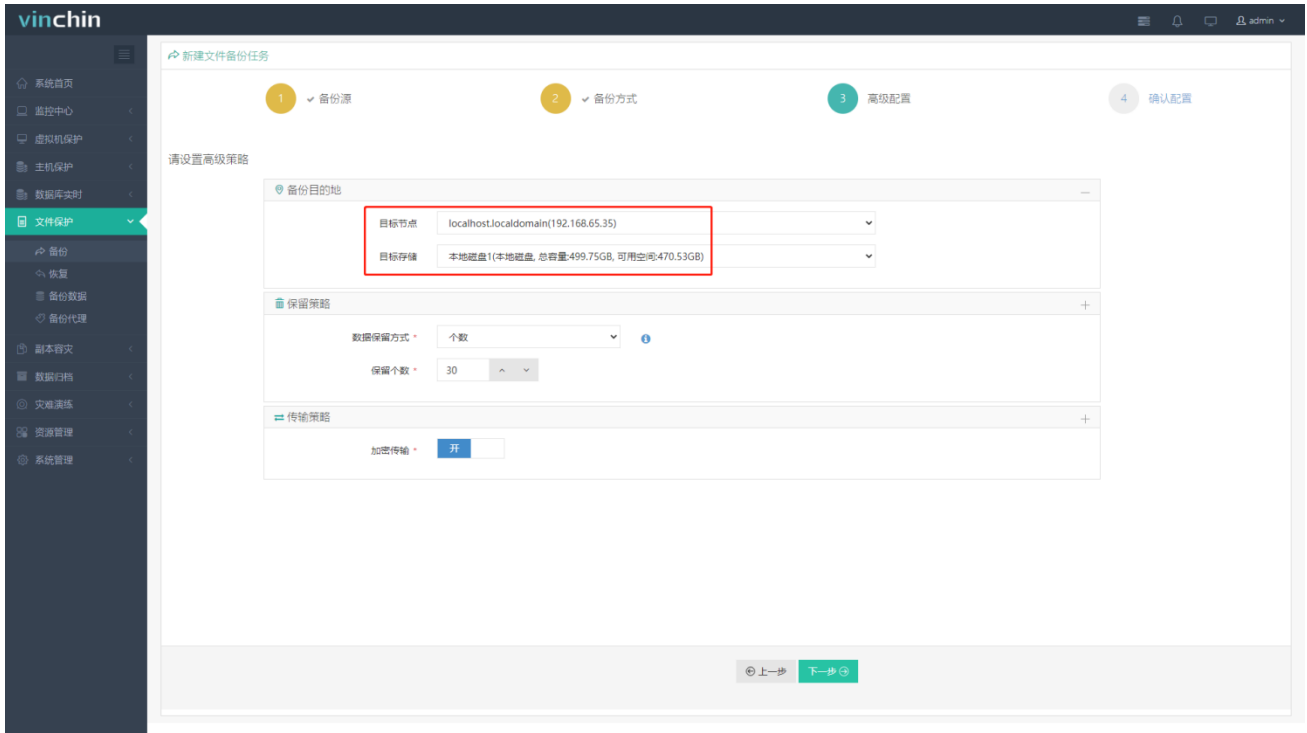 vinchin
admin
新建文件备份任务
系统首页
监控中心
虚拟机保护
主机保护
数据库实时
文件保护
备份
恢复
备份数据
备份代理
副本容灾
数据归档
灾难演练
资源管理
系统管理
1 备份源
2 备份方式
3 高级配置
4 确认配置
请设置高级策略
备份目的地
目标节点 localhost.localdomain(192.168.65.35)
目标存储 本地磁盘1(本地磁盘, 总容量:499.75GB, 可用空间:470.53GB)
保留策略
数据保留方式 * 个数
保留个数 * 30
传输策略
加密传输 * 开
上一步 下一步